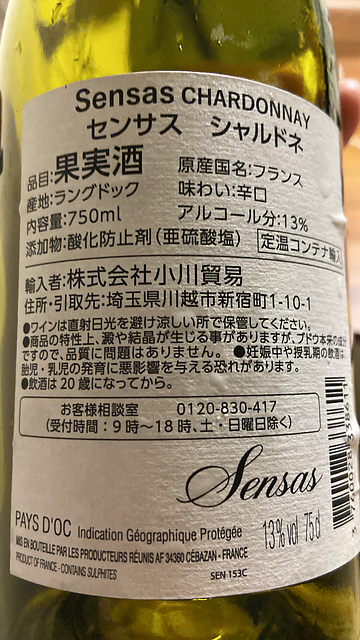 Sensas CHARDONNAY
センサス シャルドネ
品目:果実酒 原産国名:フランス
産地:ラングドック 味わい:辛口
内容量:750ml アルコール分:13%
添加物:酸化防止剤(亜硫酸塩) 定温コンテナ輸入
輸入者:株式会社小川貿易
住所・引取先:埼玉県川越市新宿町1-10-1
●ワインは直射日光を避け涼しい所で保管してください。
●商品の特性上、澱や結晶が生じる事がありますが、ブドウ本来の成分
ですので、品質に問題はありません。 ●妊娠中や授乳期の飲酒は、
胎児・乳児の発育に悪影響を与える恐れがあります。
●飲酒は20歳になってから。
お客様相談室 0120-830-417
(受付時間:9時〜18時、土・日曜日除く)
Sensas
PAYS D'OC Indication Géographique Protégée 13% vol 75 cl
MIS EN BOUTEILLE PAR LES PRODUCTEURS RÉUNIS AF 34360 CÉBAZAN - FRANCE
PRODUCT OF FRANCE - CONTAINS SULPHITES
SEN 153C